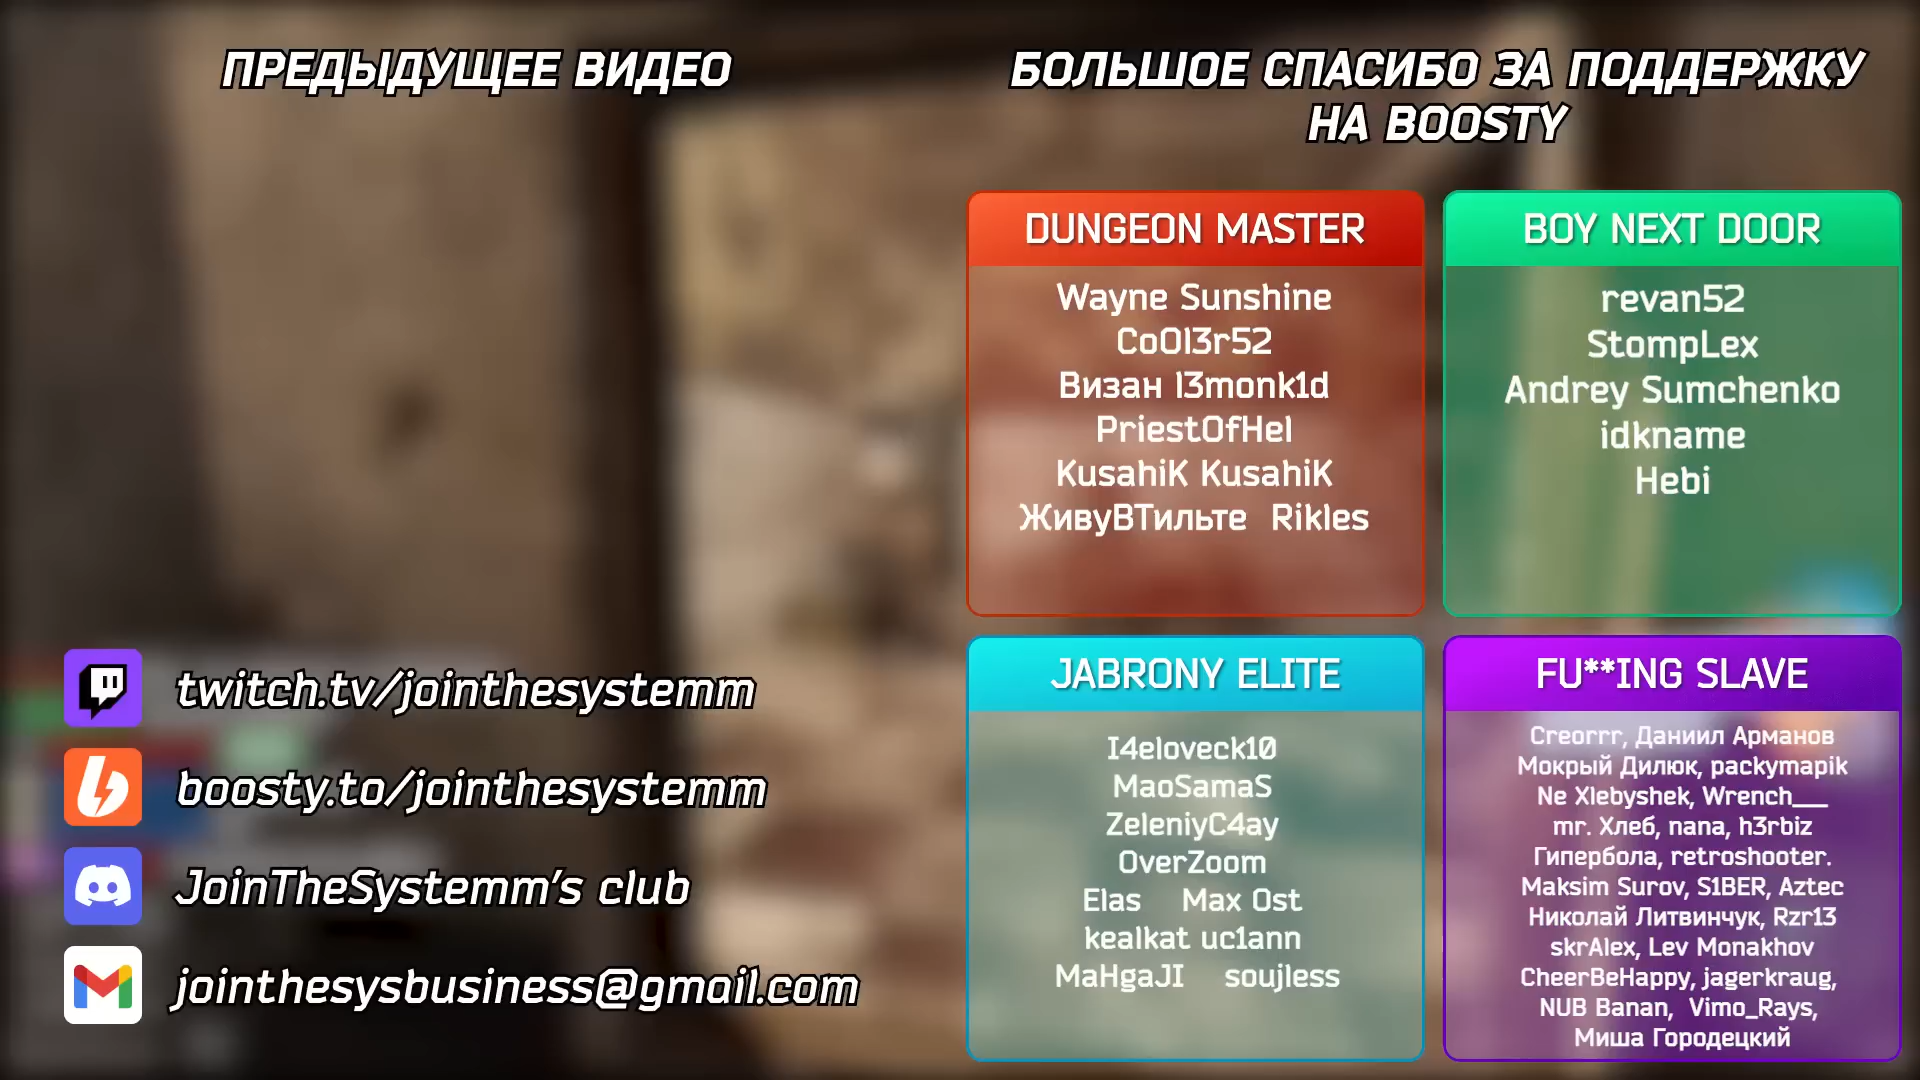 ПРЕДЫДУЩЕЕ ВИДЕО
БОЛЬШОЕ СПАСИБО ЗА ПОДДЕРЖКУ
НА BOOSTY
DUNGEON MASTER
Wayne Sunshine
CoOl3r52
Визан l3monk1d
PriestOfHel
KusahiK KusahiK
ЖивуВТильте Rikles
BOY NEXT DOOR
revan52
StompLex
Andrey Sumchenko
idkname
Hebi
JABRONY ELITE
I4eloveck10
MaoSamaS
ZeleniyC4ay
OverZoom
Elas Max Ost
kealkat uc1ann
MaHgaJI soujless
FU**ING SLAVE
Creorrr, Даниил Арманов
Мокрый Дилюк, packymapik
Ne Xlebyshek, Wrench___
mr. Хлеб, nana, h3rbiz
Гипербола, retroshooter.
Maksim Surov, S1BER, Aztec
Николай Литвинчук, Rzr13
skrAlex, Lev Monakhov
CheerBeHappy, jagerkraug,
NUB Banan, Vimo_Rays,
Миша Городецкий
twitch.tv/jointhesystemm
boosty.to/jointhesystemm
JoinTheSystemm's club
jointhesysbusiness@gmail.com